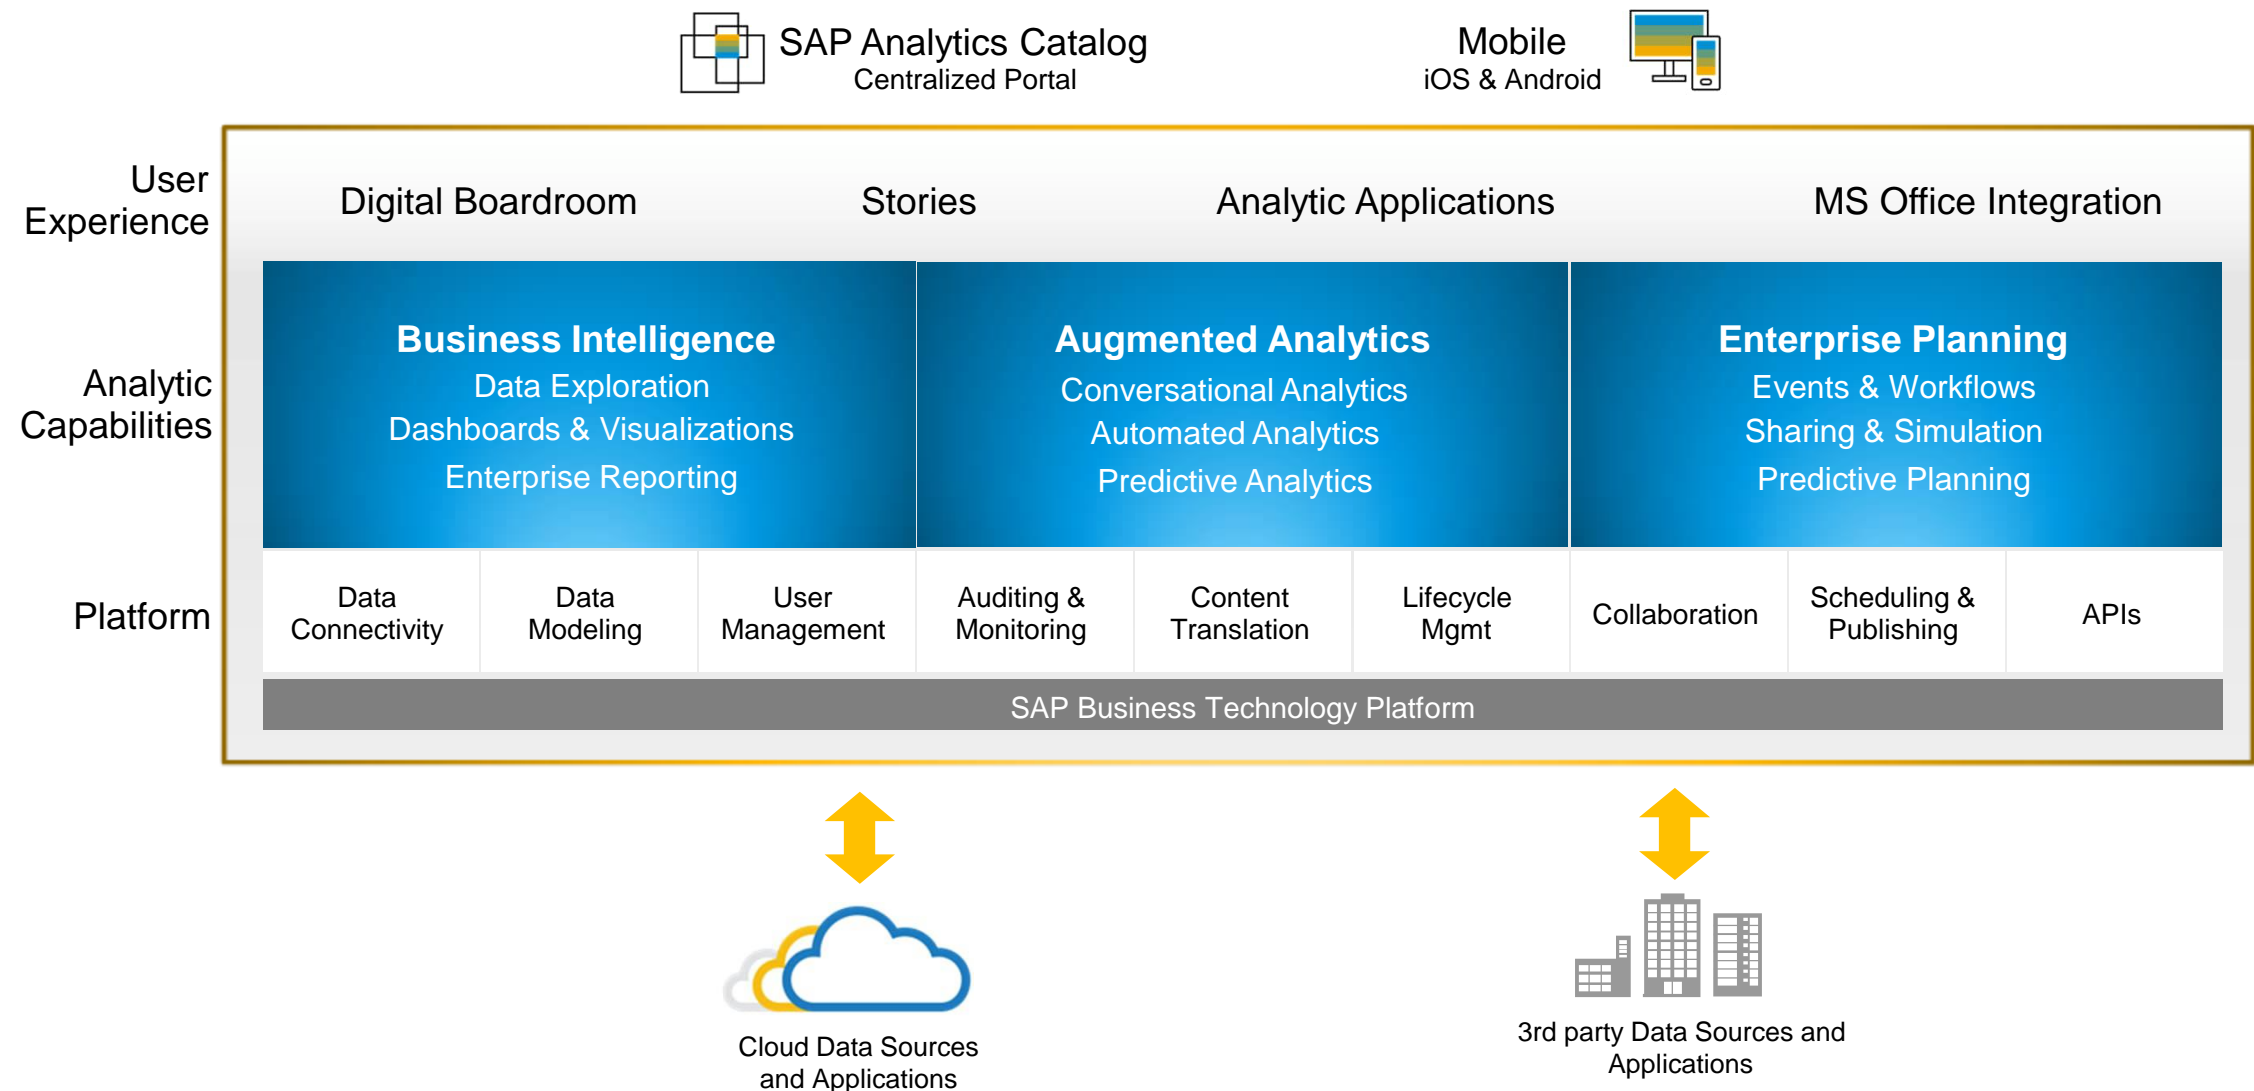 SAP Analytics Catalog
Centralized Portal
Mobile
iOS & Android
User
Experience
Digital Boardroom
Stories
Analytic Applications
MS Office Integration
Analytic
Capabilities
Business Intelligence
Data Exploration
Dashboards & Visualizations
Enterprise Reporting
Augmented Analytics
Conversational Analytics
Automated Analytics
Predictive Analytics
Enterprise Planning
Events & Workflows
Sharing & Simulation
Predictive Planning
Platform
Data
Connectivity
Data
Modeling
User
Management
Auditing &
Monitoring
Content
Translation
Lifecycle
Mgmt
Collaboration
Scheduling &
Publishing
APIs
SAP Business Technology Platform
Cloud Data Sources
and Applications
3rd party Data Sources and
Applications